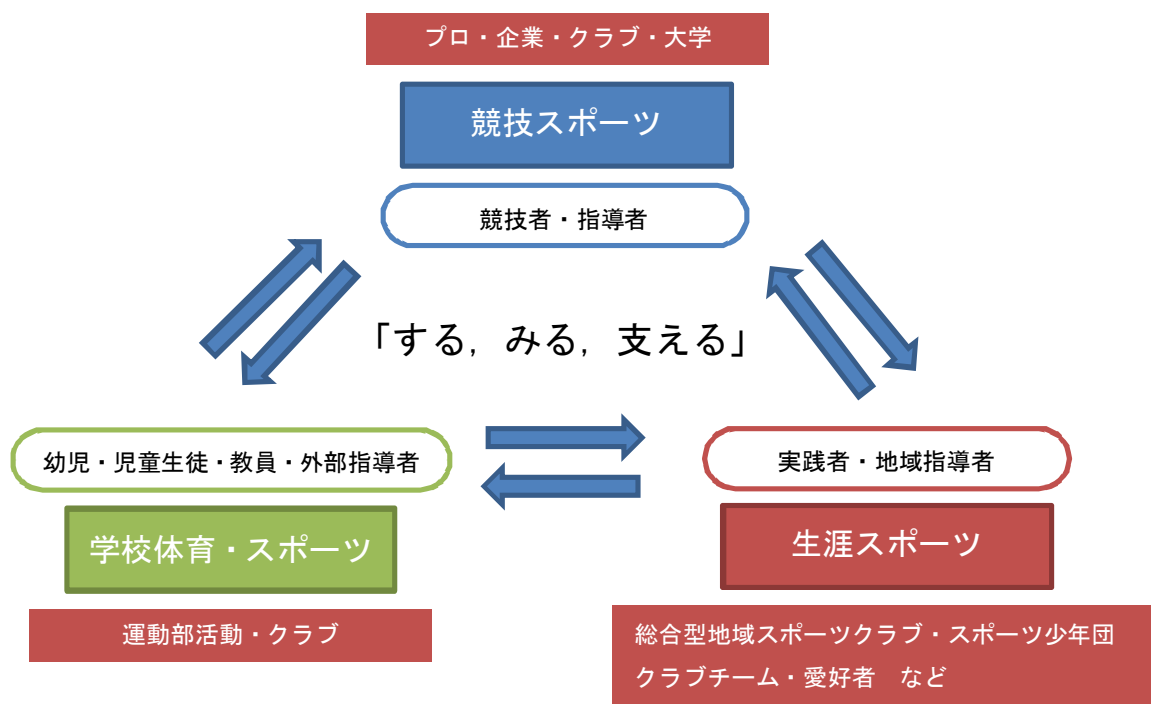 プロ・企業・クラブ・大学
競技スポーツ
競技者・指導者
「する，みる，支える」
幼児・児童生徒・教員・外部指導者
実践者・地域指導者
学校体育・スポーツ
生涯スポーツ
運動部活動・クラブ
総合型地域スポーツクラブ・スポーツ少年団
クラブチーム・愛好者　など